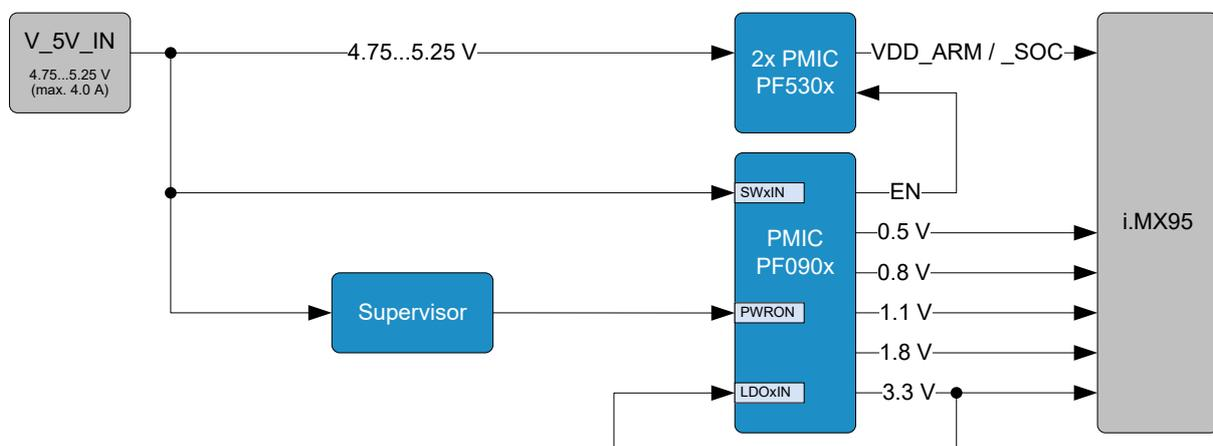 V_5V_IN
4.75...5.25 V
(max. 4.0 A)
4.75...5.25 V
2x PMIC
PF530x
VDD_ARM / _SOC
SWxIN
EN
PMIC
PF090x
0.5 V
0.8 V
i.MX95
Supervisor
PWRON
1.1 V
1.8 V
LDOxIN
3.3 V